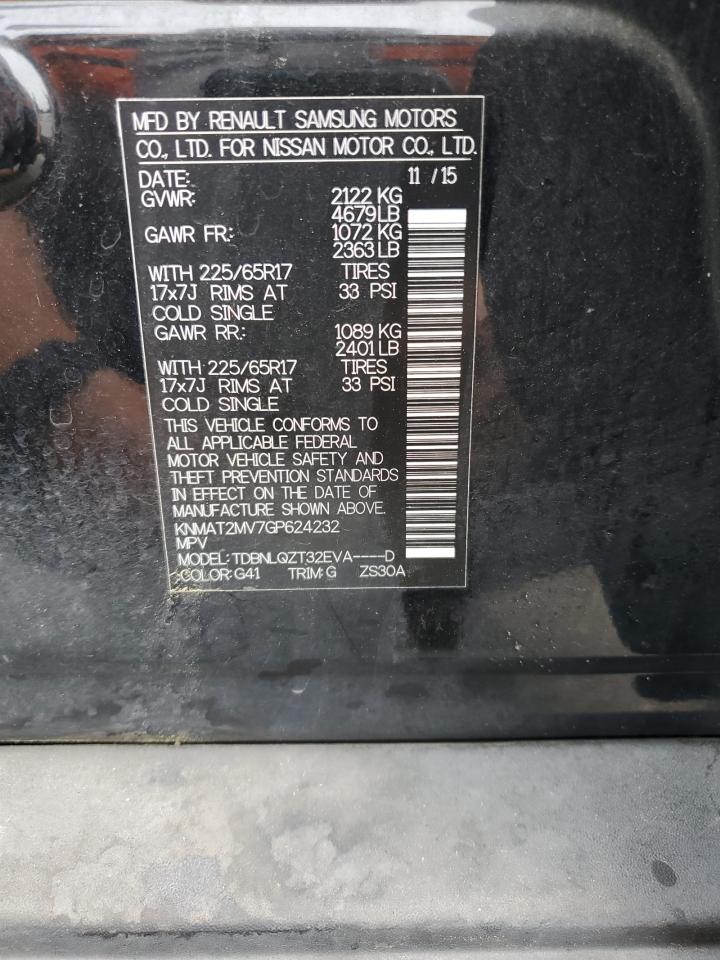 MFD BY RENAULT SAMSUNG MOTORS
CO., LTD. FOR NISSAN MOTOR CO., LTD.
DATE: 11 / 15
GVWR: 2122 KG
4679LB
GAWR FR: 1072 KG
2363 LB
WITH 225/65R17 TIRES
17x7J RIMS AT 33 PSI
COLD SINGLE
GAWR RR: 1089 KG
2401 LB
WITH 225/65R17 TIRES
17x7J RIMS AT 33 PSI
COLD SINGLE
THIS VEHICLE CONFORMS TO
ALL APPLICABLE FEDERAL
MOTOR VEHICLE SAFETY AND
THEFT PREVENTION STANDARDS
IN EFFECT ON THE DATE OF
MANUFACTURE SHOWN ABOVE.
KNMAT2MV7GP624232
MPV
MODEL: TDBNLQZT32EVA----D
COLOR: G41 TRIM: G ZS30A